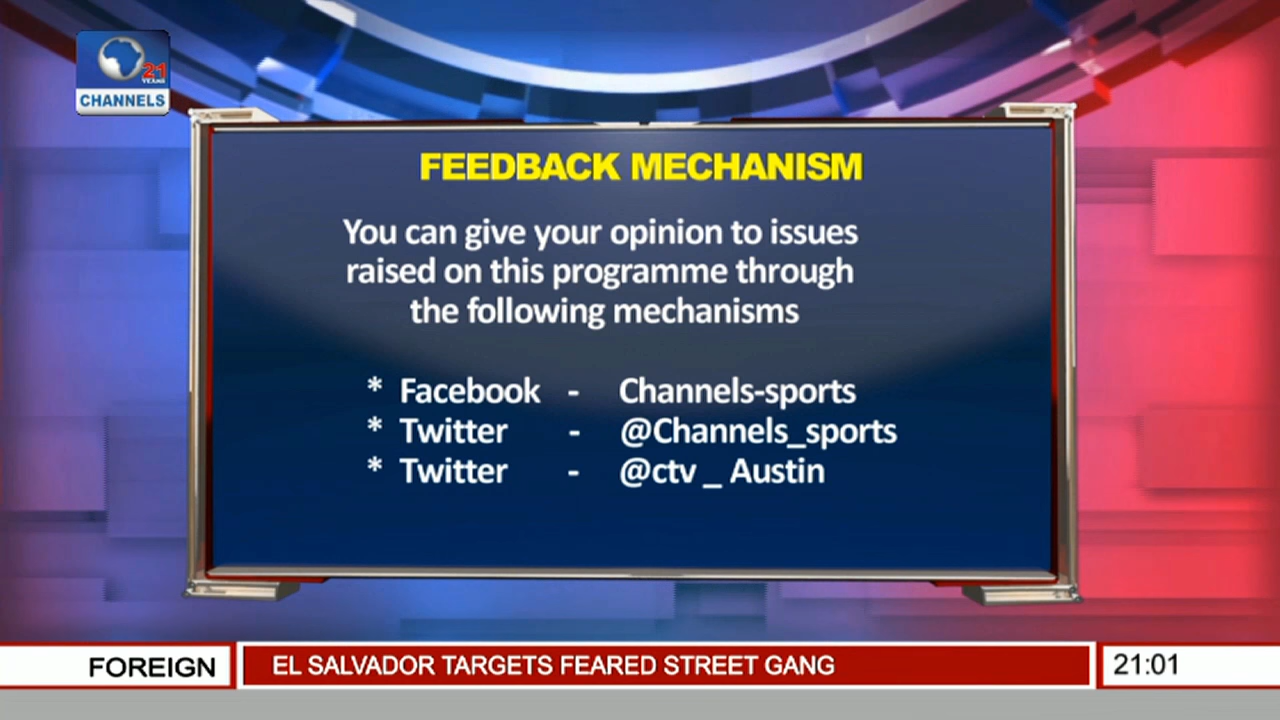 21
YEARS
CHANNELS
FEEDBACK MECHANISM
You can give your opinion to issues
raised on this programme through
the following mechanisms
* Facebook - Channels-sports
* Twitter - @Channels_sports
* Twitter - @ctv _ Austin
FOREIGN
EL SALVADOR TARGETS FEARED STREET GANG
21:01